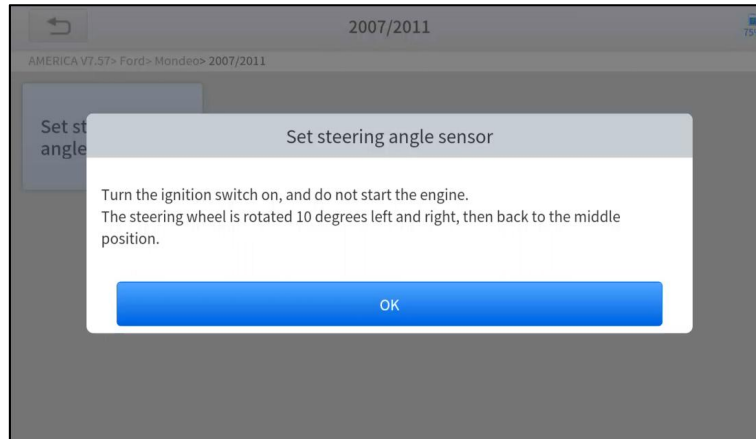 2007/2011
75%
AMERICA V7.57> Ford> Mondeo> 2007/2011
Set st
angle
Set steering angle sensor
Turn the ignition switch on, and do not start the engine.
The steering wheel is rotated 10 degrees left and right, then back to the middle
position.
OK